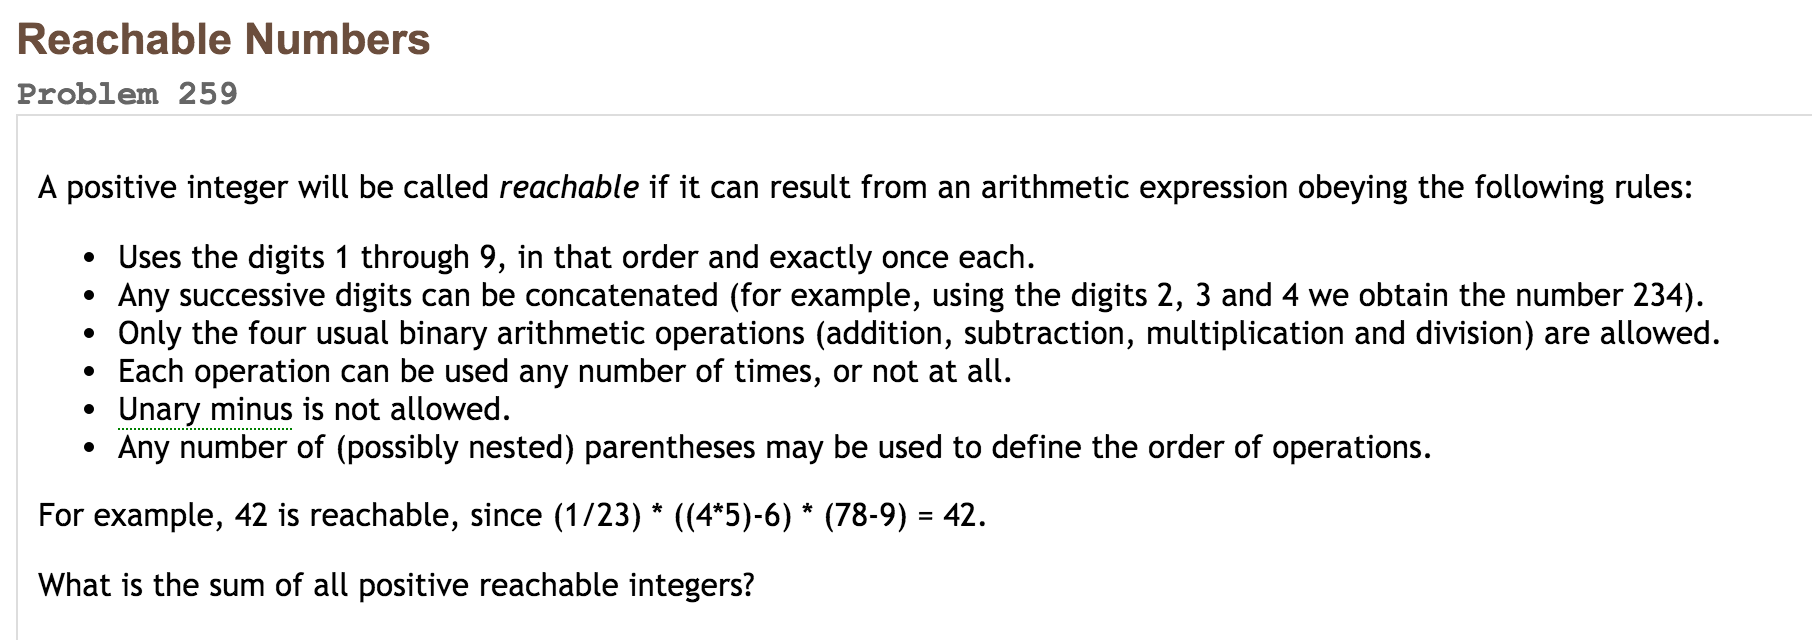 Reachable Numbers
Problem 259
A positive integer will be called reachable if it can result from an arithmetic expression obeying the following rules:
• Uses the digits 1 through 9, in that order and exactly once each.
• Any successive digits can be concatenated (for example, using the digits 2, 3 and 4 we obtain the number 234).
• Only the four usual binary arithmetic operations (addition, subtraction, multiplication and division) are allowed.
• Each operation can be used any number of times, or not at all.
• Unary minus is not allowed.
• Any number of (possibly nested) parentheses may be used to define the order of operations.
For example, 42 is reachable, since (1/23) * ((4*5)-6) * (78-9) = 42.
What is the sum of all positive reachable integers?